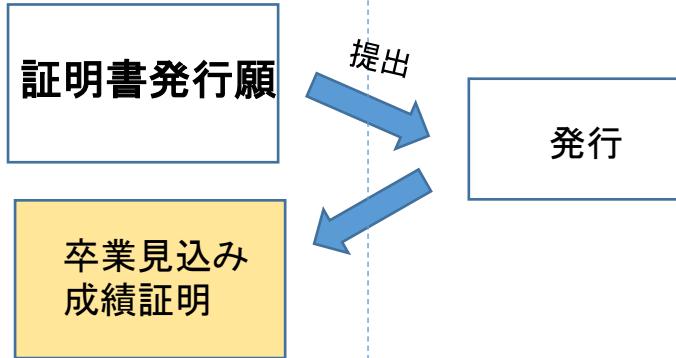 証明書発行願
提出
発行
卒業見込み
成績証明